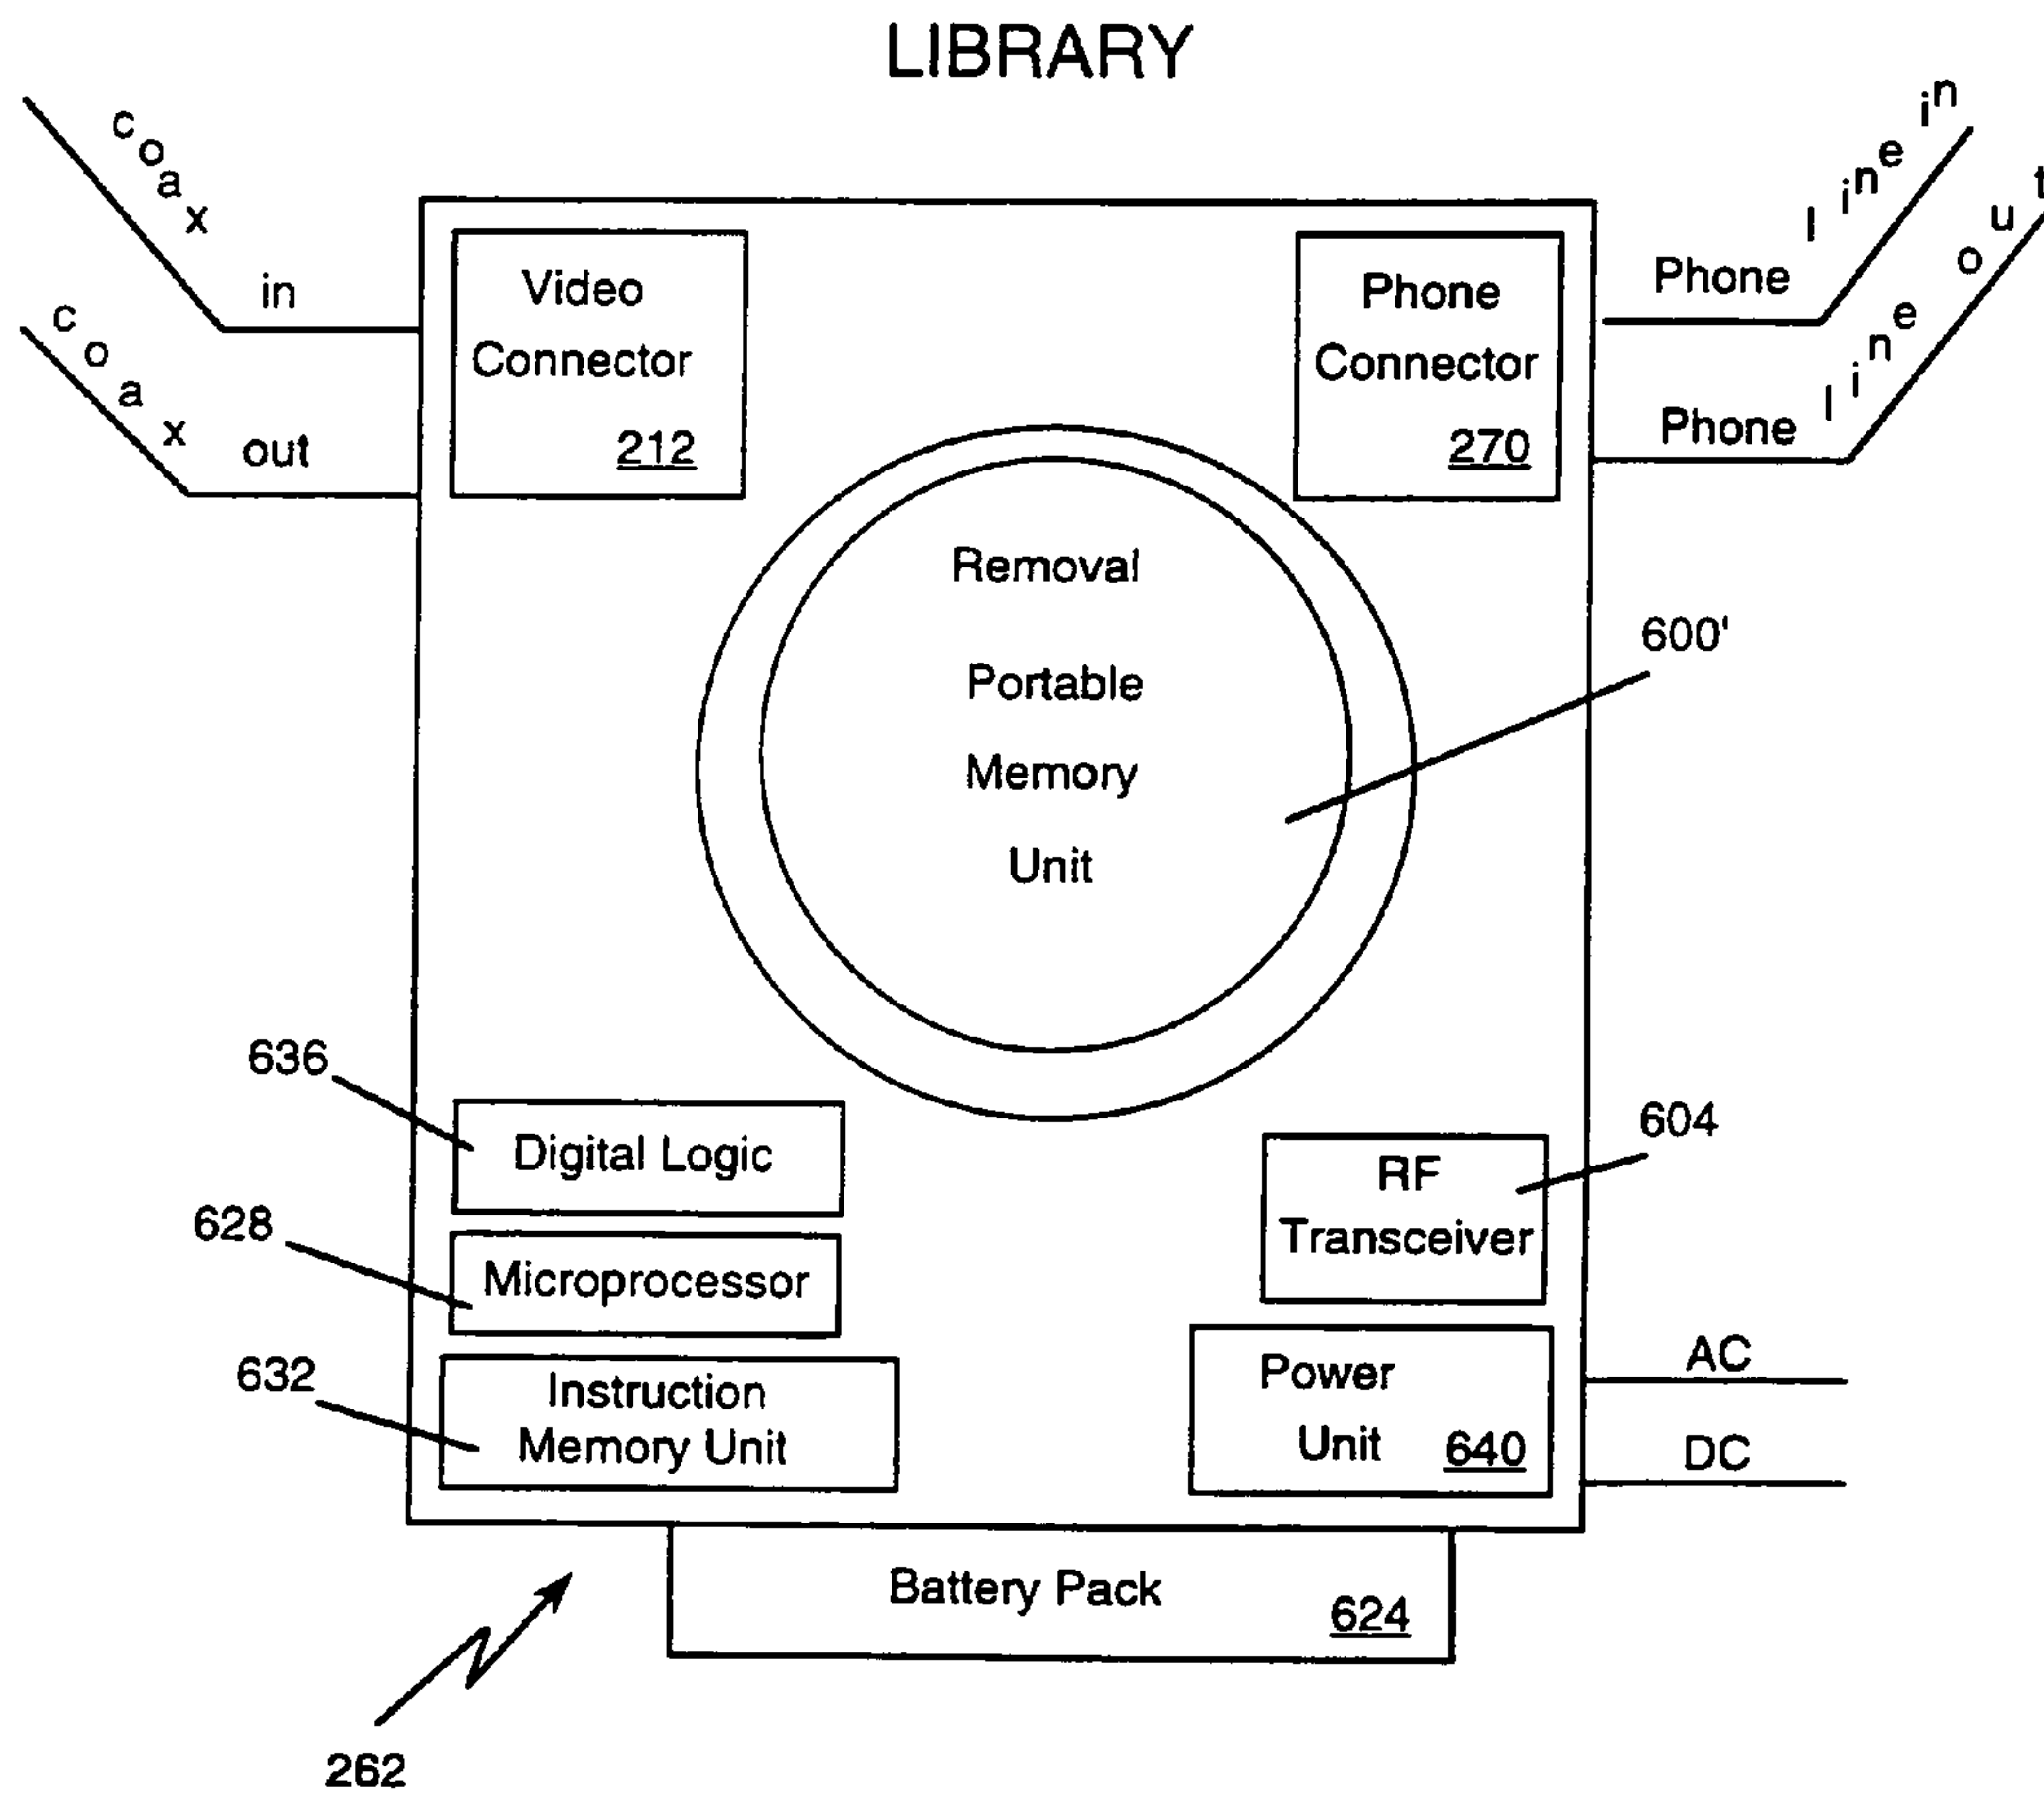 LIBRARY
coax in
coax out
Video
Connector
212
Phone
Connector
270
Phone line in
Phone line out
Removal
Portable
Memory
Unit
600'
636
Digital Logic
628
Microprocessor
632
Instruction
Memory Unit
604
RF
Transceiver
Power
Unit 640
AC
DC
Battery Pack 624
262